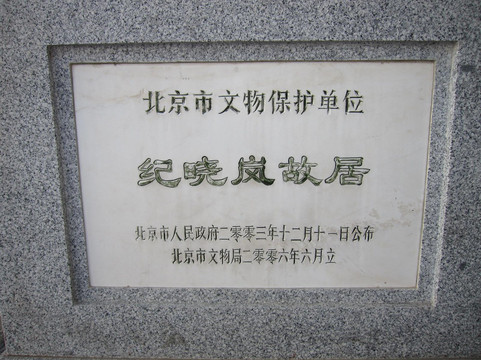 北京市文物保护单位
纪晓岚故居
北京市人民政府二零零三年十二月十一日公布
北京市文物局二零零六年六月立